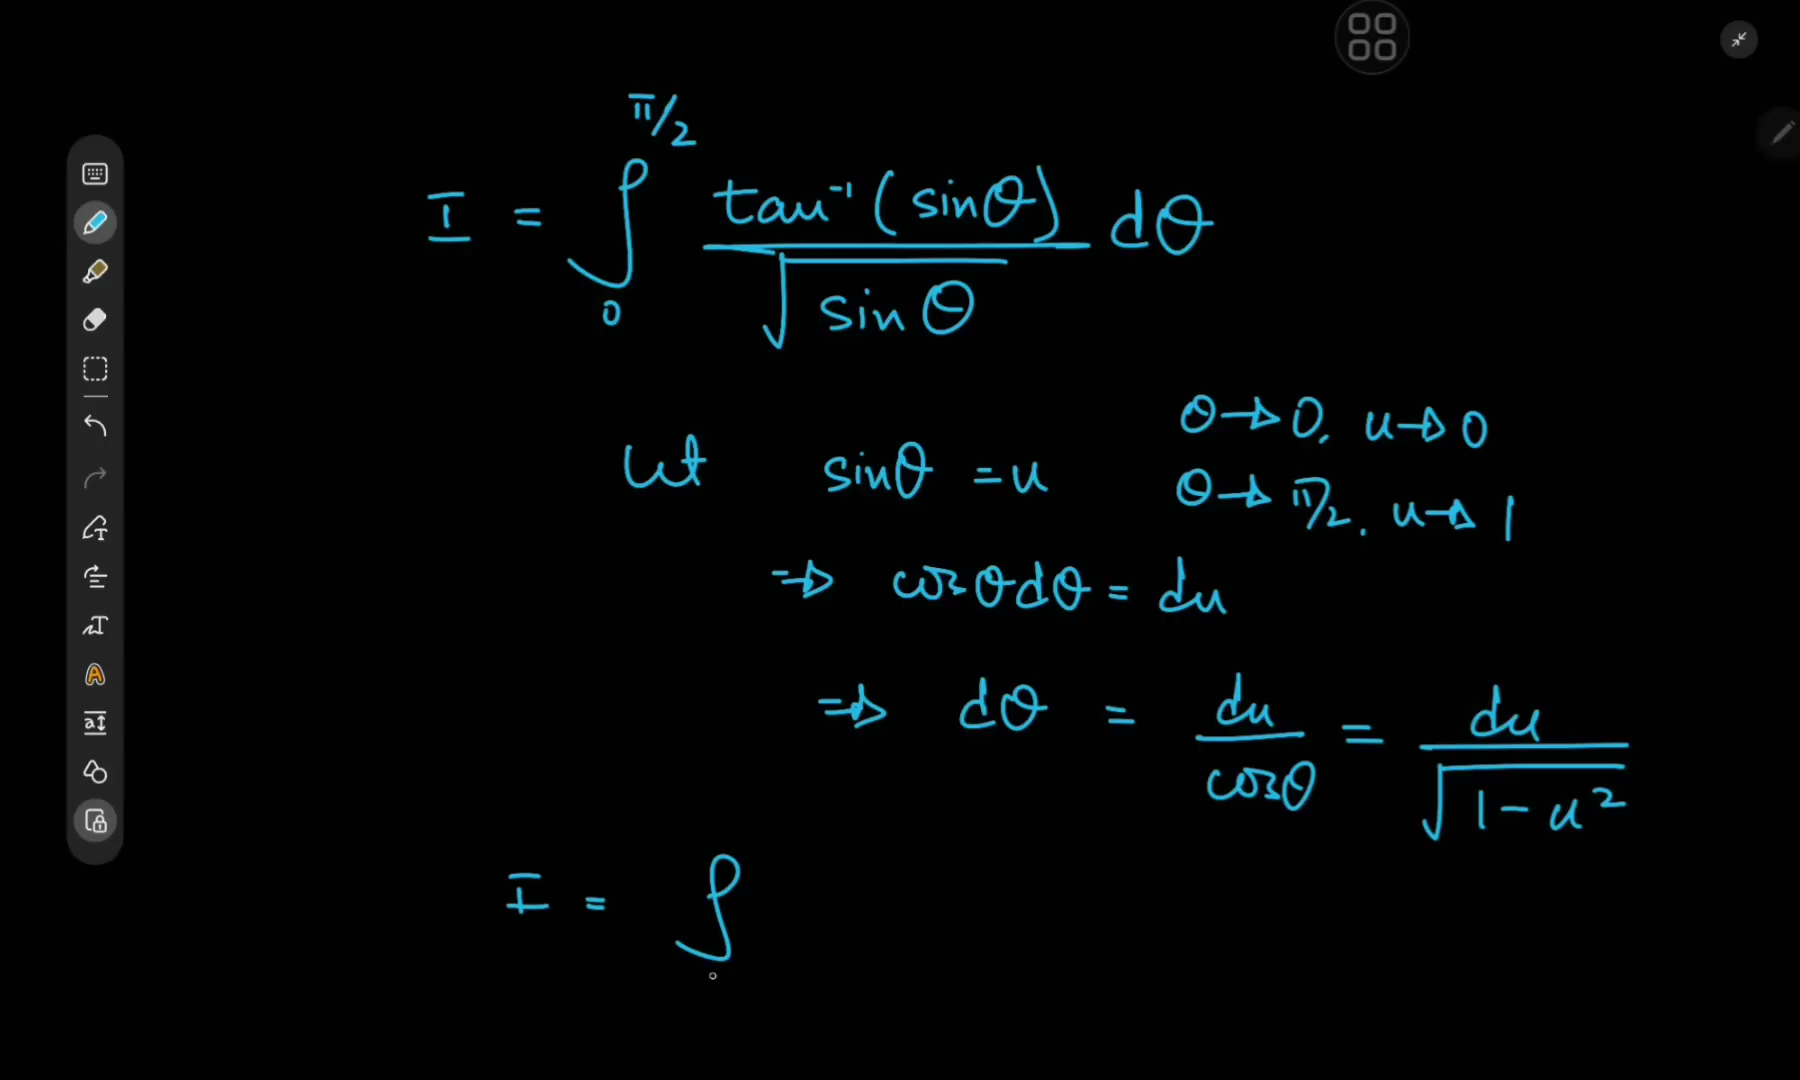 I = ∫₀^{π/2} tan⁻¹(sinθ)/√(sinθ) dθ
let sinθ = u
θ→0, u→0
θ→π/2, u→1
⇒ cosθdθ = du
⇒ dθ = du/cosθ = du/√(1-u²)
I = ∫